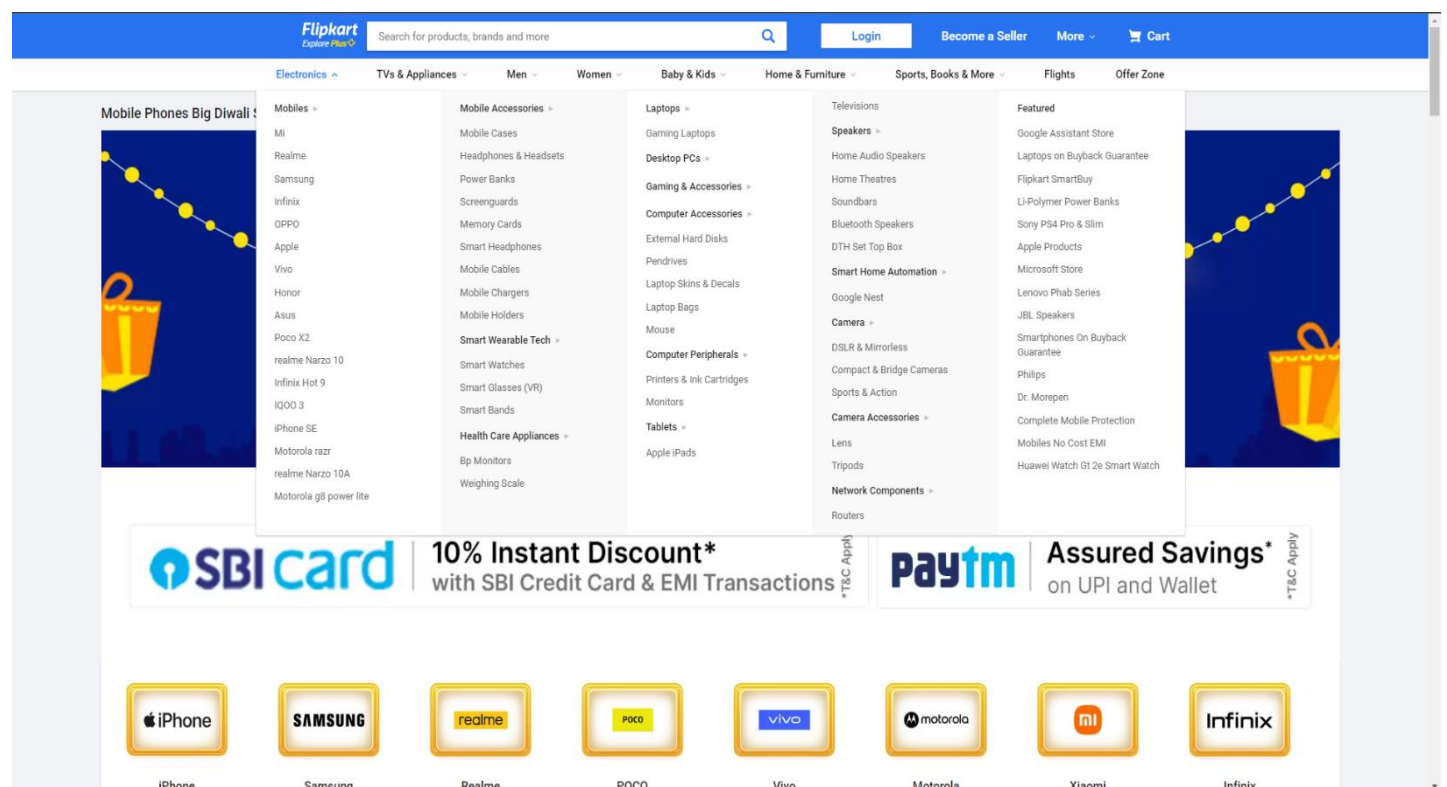 Flipkart
Explore Plus
Search for products, brands and more
Login
Become a Seller
More
Cart
Electronics
TVs & Appliances
Men
Women
Baby & Kids
Home & Furniture
Sports, Books & More
Flights
Offer Zone
Mobile Phones Big Diwali S
Mobiles
Mi
Realme
Samsung
Infinix
OPPO
Apple
Vivo
Honor
Asus
Poco X2
realme Narzo 10
Infinix Hot 9
IQOO 3
iPhone SE
Motorola razr
realme Narzo 10A
Motorola g8 power lite
Mobile Accessories
Mobile Cases
Headphones & Headsets
Power Banks
Screenguards
Memory Cards
Smart Headphones
Mobile Cables
Mobile Chargers
Mobile Holders
Smart Wearable Tech
Smart Watches
Smart Glasses (VR)
Smart Bands
Health Care Appliances
Bp Monitors
Weighing Scale
Laptops
Gaming Laptops
Desktop PCs
Gaming & Accessories
Computer Accessories
External Hard Disks
Pendrives
Laptop Skins & Decals
Laptop Bags
Mouse
Computer Peripherals
Printers & Ink Cartridges
Monitors
Tablets
Apple iPads
Televisions
Speakers
Home Audio Speakers
Home Theatres
Soundbars
Bluetooth Speakers
DTH Set Top Box
Smart Home Automation
Google Nest
Camera
DSLR & Mirrorless
Compact & Bridge Cameras
Sports & Action
Camera Accessories
Lens
Tripods
Network Components
Routers
Featured
Google Assistant Store
Laptops on Buyback Guarantee
Flipkart SmartBuy
Li-Polymer Power Banks
Sony PS4 Pro & Slim
Apple Products
Microsoft Store
Lenovo Phab Series
JBL Speakers
Smartphones On Buyback
Guarantee
Philips
Dr. Morepen
Complete Mobile Protection
Mobiles No Cost EMI
Huawei Watch Gt 2e Smart Watch
SBI card
10% Instant Discount*
with SBI Credit Card & EMI Transactions
*T&C Apply
paytm
Assured Savings*
on UPI and Wallet
*T&C Apply
iPhone
SAMSUNG
realme
POCO
vivo
motorola
mi
Infinix
iPhone
Samsung
Realme
POCO
Vivo
Motorola
Xiaomi
Infinix